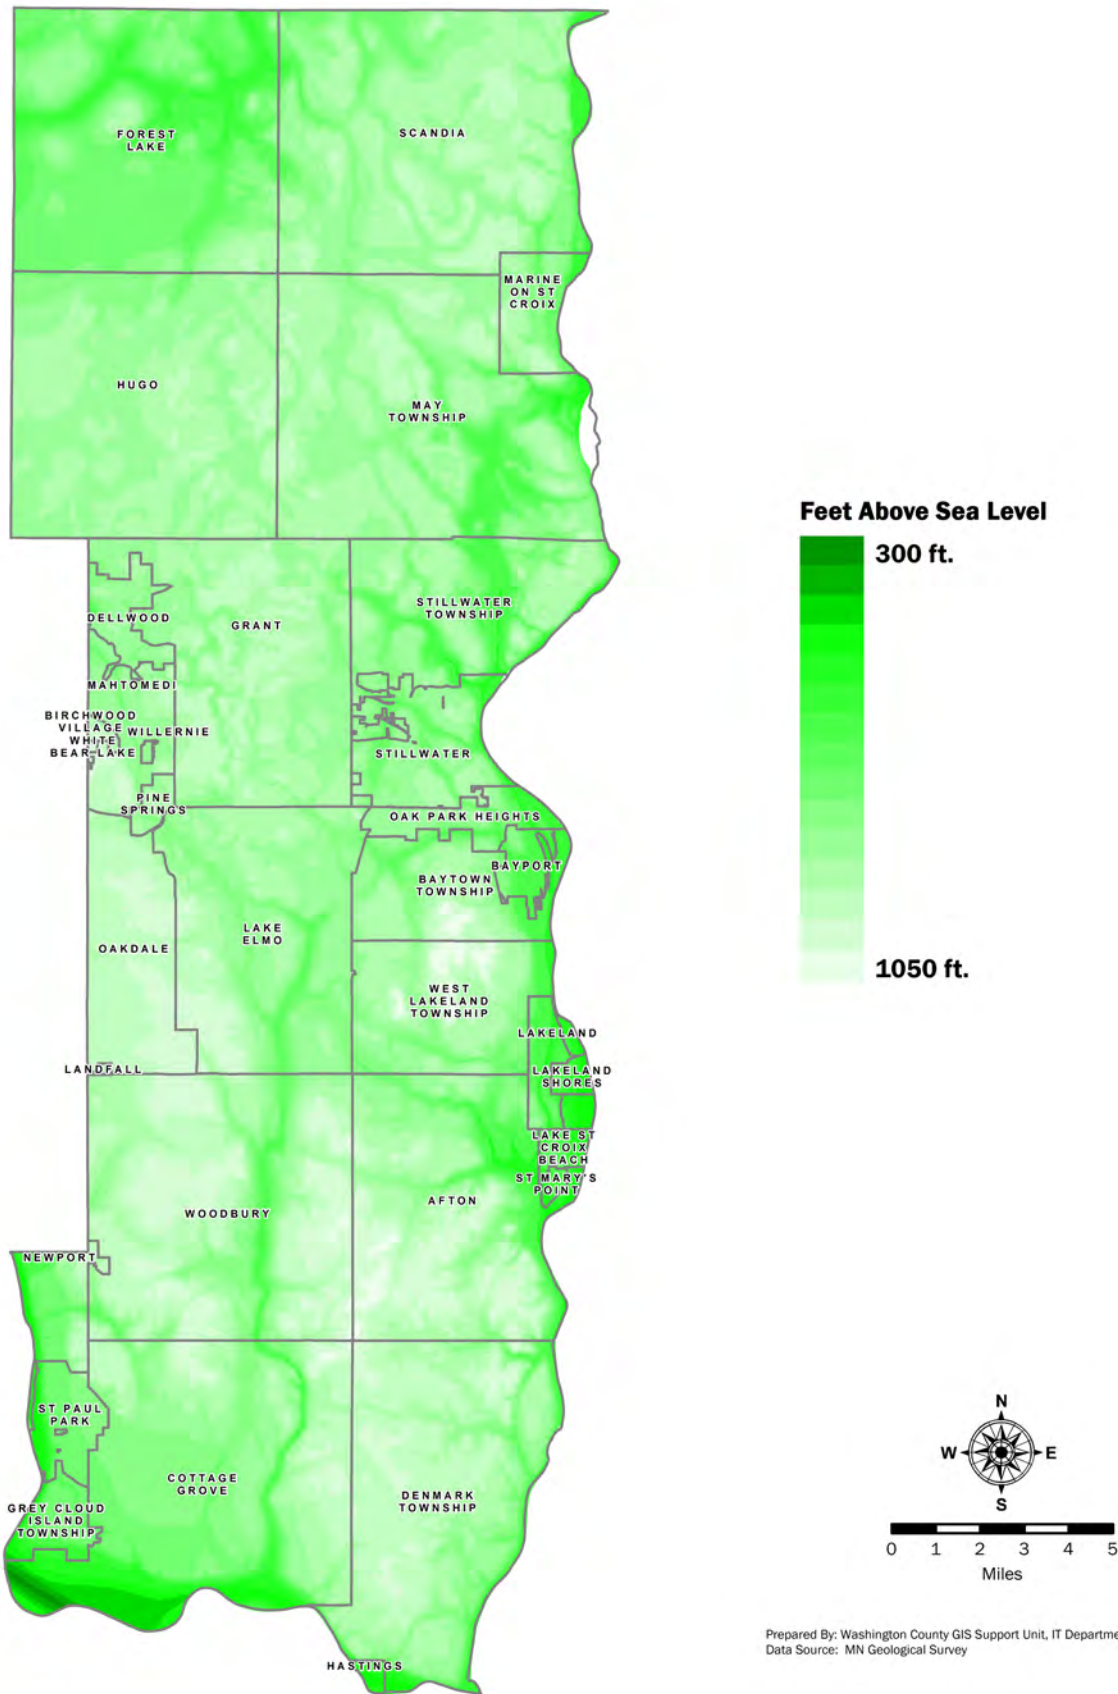 FOREST
LAKE
SCANDIA
MARINE
ON ST
CROIX
HUGO
MAY
TOWNSHIP
Feet Above Sea Level
300 ft.
1050 ft.
STILLWATER
TOWNSHIP
DELLWOOD
GRANT
MAHTOMEDI
BIRCHWOOD
VILLAGE
WILLERNIE
WHITE
BEAR LAKE
STILLWATER
PINE
SPRINGS
OAK PARK HEIGHTS
BAYPORT
BAYTOWN
TOWNSHIP
LAKE
ELMO
OAKDALE
WEST
LAKELAND
TOWNSHIP
LAKELAND
LANDFALL
LAKELAND
SHORES
LAKE ST
CROIX
BEACH
ST MARY'S
POINT
AFTON
WOODBURY
NEWPORT
ST PAUL
PARK
COTTAGE
GROVE
DENMARK
TOWNSHIP
GREY CLOUD
ISLAND
TOWNSHIP
HASTINGS
N
W E
S
0 1 2 3 4 5
Miles
Prepared By: Washington County GIS Support Unit, IT Departme
Data Source: MN Geological Survey